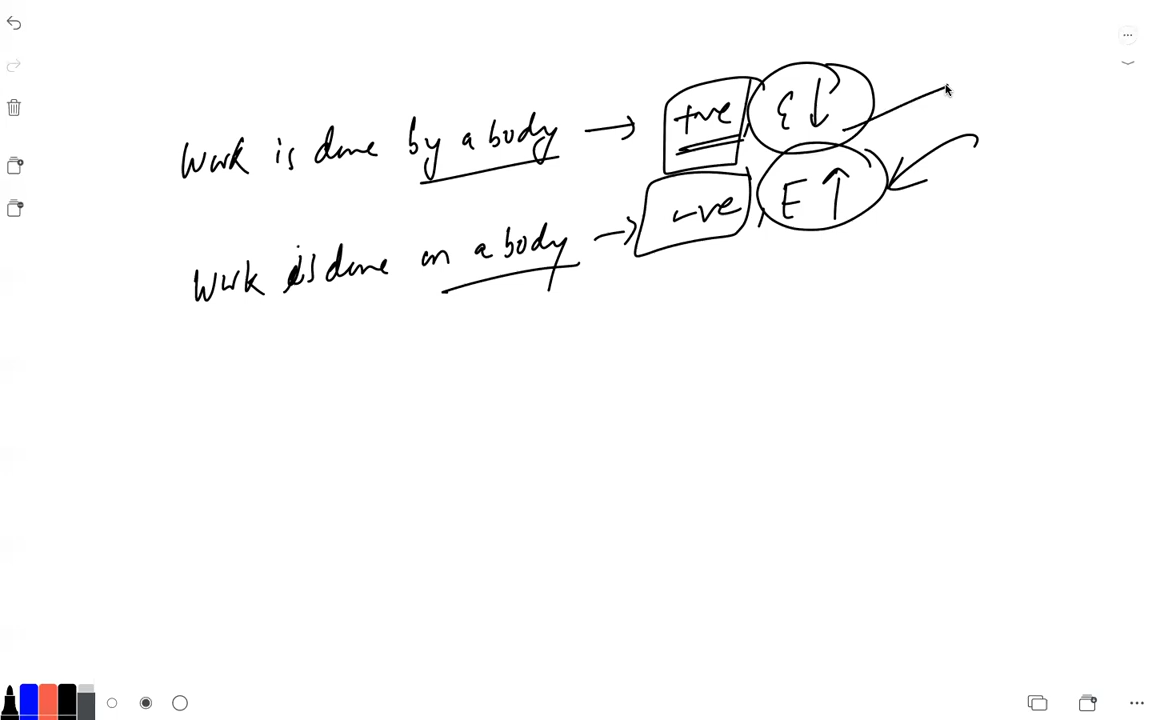 Work is done by a body → +ve, E ↓
Work is done on a body → -ve, E ↑